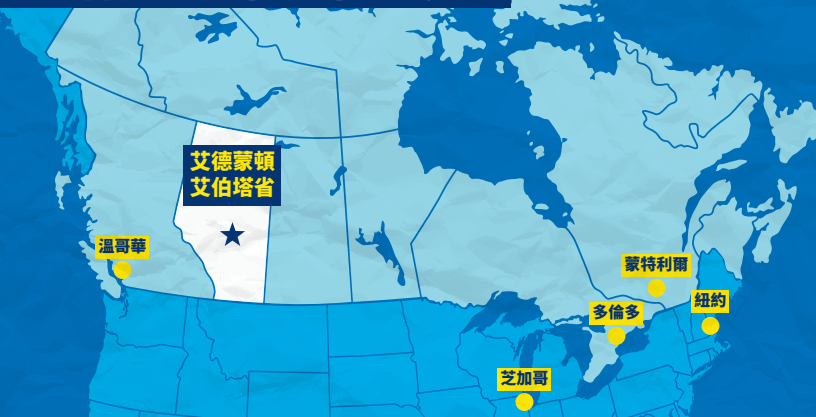 艾德蒙頓
艾伯塔省
溫哥華
蒙特利爾
紐約
多倫多
芝加哥